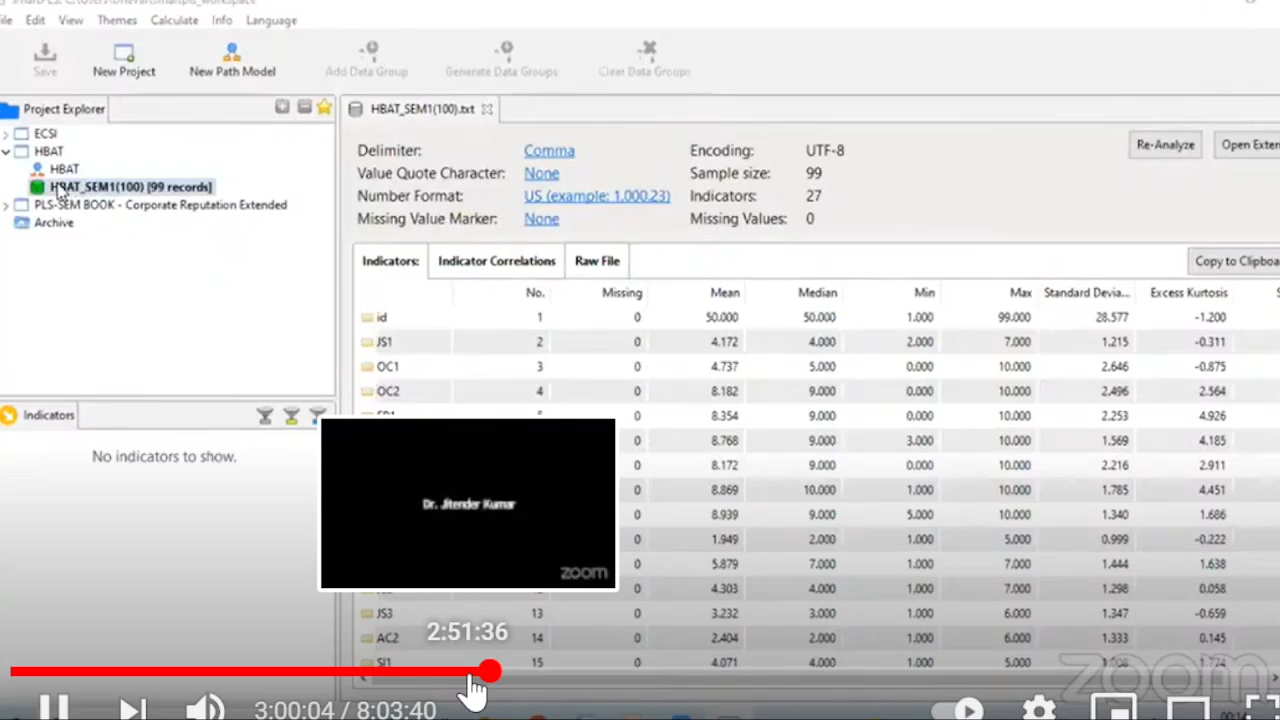 File Edit View Themes Calculate Info Language
Save New Project New Path Model Add Data Group Generate Data Groups Clear Data Groups
Project Explorer
ECSI
HBAT
HBAT
HBAT_SEM1(100) [99 records]
PLS-SEM BOOK - Corporate Reputation Extended
Archive
Indicators
No indicators to show.
HBAT_SEM1(100).txt
Delimiter: Comma Encoding: UTF-8 Re-Analyze Open Exter
Value Quote Character: None Sample size: 99
Number Format: US (example: 1,000.23) Indicators: 27
Missing Value Marker: None Missing Values: 0
Indicators: Indicator Correlations Raw File Copy to Clipboa
No. Missing Mean Median Min Max Standard Devia... Excess Kurtosis
id 1 0 50.000 50.000 1.000 99.000 28.577 -1.200
JS1 2 0 4.172 4.000 2.000 7.000 1.215 -0.311
OC1 3 0 4.737 5.000 0.000 10.000 2.646 -0.875
OC2 4 0 8.182 9.000 0.000 10.000 2.496 2.564
0 8.354 9.000 0.000 10.000 2.253 4.926
0 8.768 9.000 3.000 10.000 1.569 4.185
0 8.172 9.000 0.000 10.000 2.216 2.911
0 8.869 10.000 1.000 10.000 1.785 4.451
0 8.939 9.000 5.000 10.000 1.340 1.686
0 1.949 2.000 1.000 5.000 0.999 -0.222
0 5.879 7.000 1.000 7.000 1.444 1.638
0 4.303 4.000 1.000 7.000 1.298 0.058
JS3 13 0 3.232 3.000 1.000 6.000 1.347 -0.659
AC2 14 0 2.404 2.000 1.000 6.000 1.333 0.145
SI1 15 0 4.071 4.000 1.000 5.000
Dr. Jitender Kumar
zoom
2:51:36
zoom
3:00:04 / 8:03:40